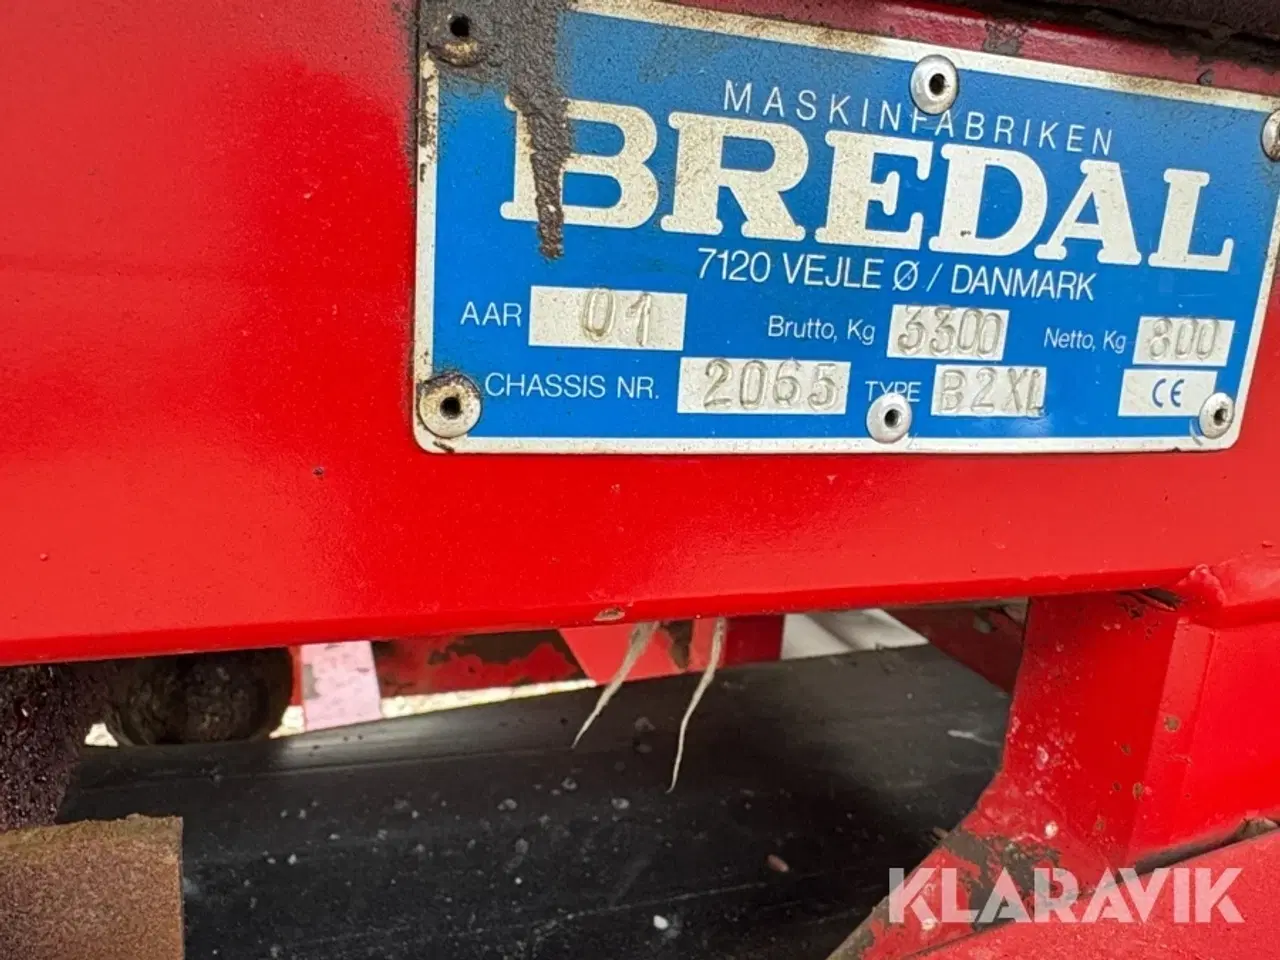 MASKINFABRIKEN
BREDAL
7120 VEJLE Ø / DANMARK
AAR 01 Brutto, Kg 3300 Netto, Kg 800
CHASSIS NR. 2065 TYPE B2XL CE
KLARAVIK